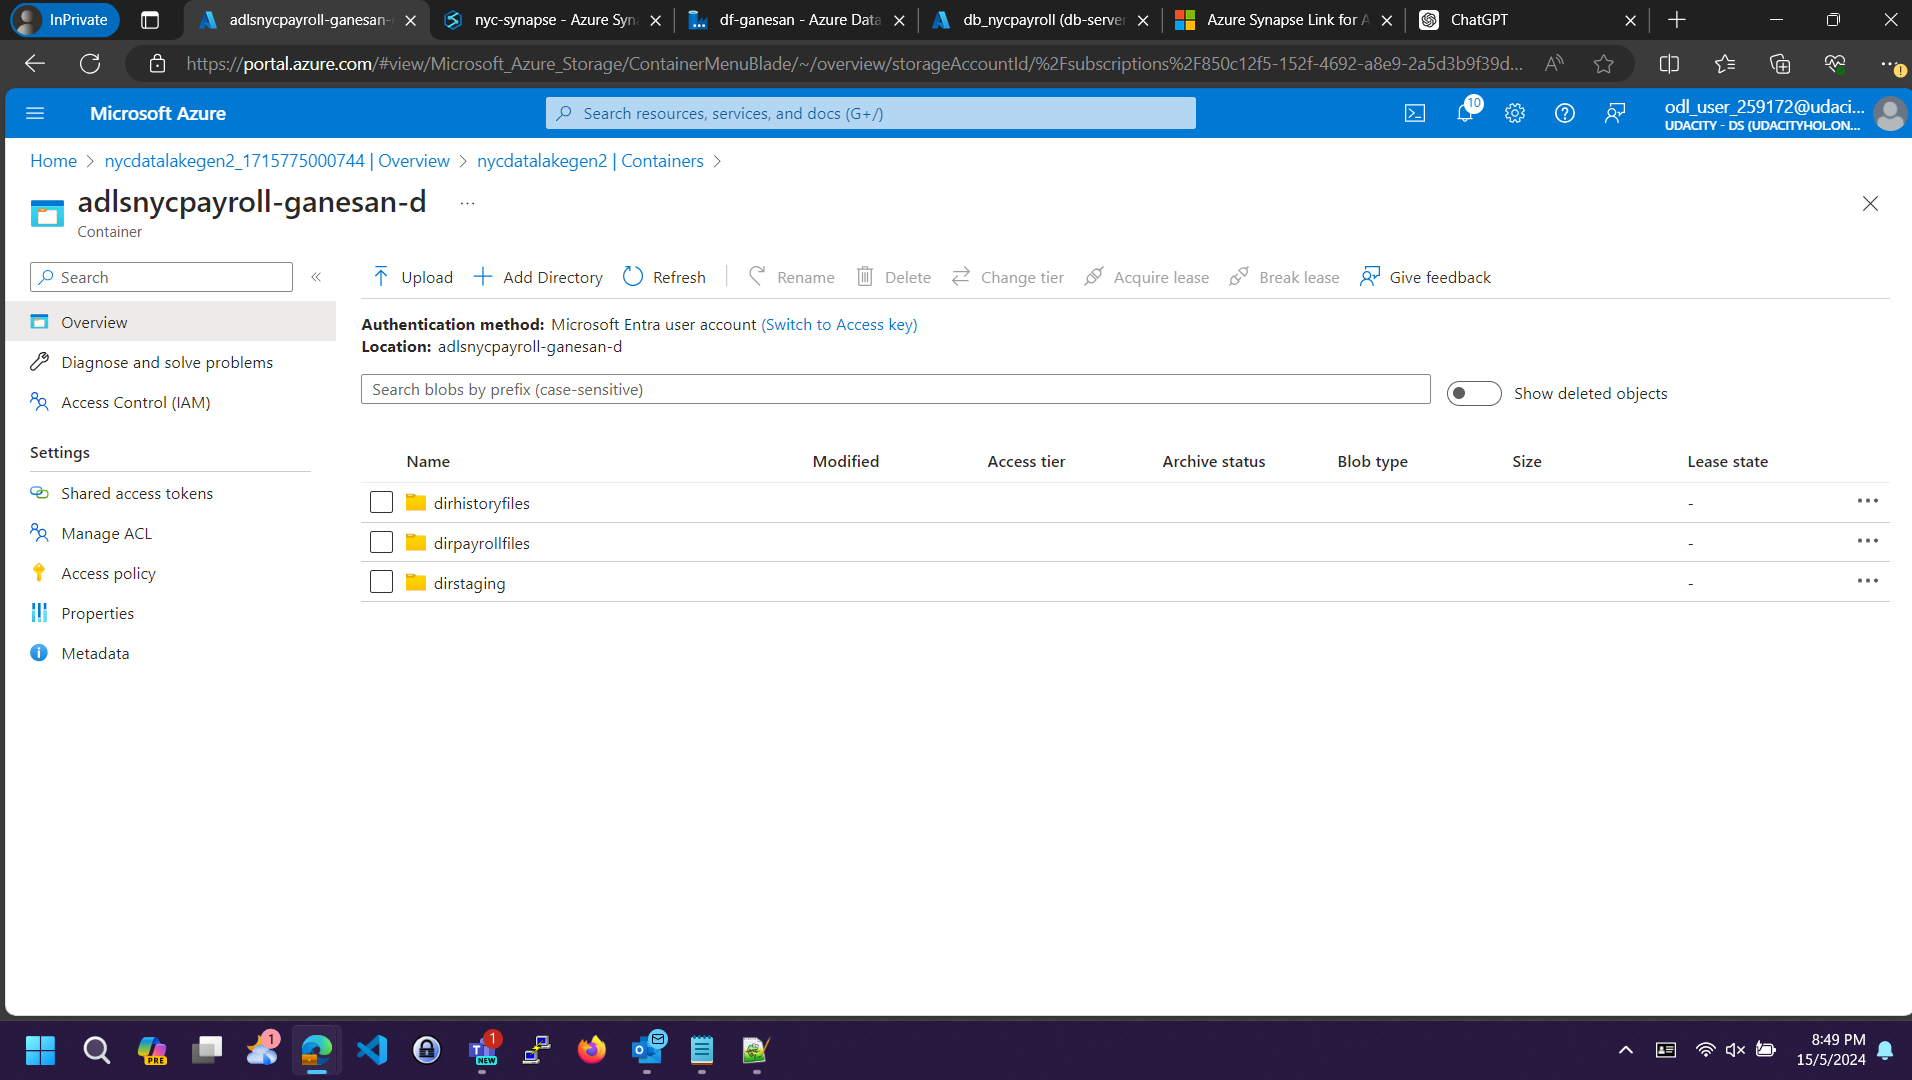 InPrivate
adlsnycpayroll-ganesan-
nyc-synapse - Azure Syn
df-ganesan - Azure Data
db_nycpayroll (db-server
Azure Synapse Link for A
ChatGPT
https://portal.azure.com/#view/Microsoft_Azure_Storage/ContainerMenuBlade/~/overview/storageAccountId/%2Fsubscriptions%2F850c12f5-152f-4692-a8e9-2a5d3b9f39d...
Microsoft Azure
Search resources, services, and docs (G+/)
10
odl_user_259172@udaci...
UDACITY - DS (UDACITYHOL.ON...
Home > nycdatalakegen2_1715775000744 | Overview > nycdatalakegen2 | Containers >
adlsnycpayroll-ganesan-d ...
Container
Search
Upload
Add Directory
Refresh
Rename
Delete
Change tier
Acquire lease
Break lease
Give feedback
Overview
Diagnose and solve problems
Access Control (IAM)
Settings
Shared access tokens
Manage ACL
Access policy
Properties
Metadata
Authentication method: Microsoft Entra user account (Switch to Access key)
Location: adlsnycpayroll-ganesan-d
Search blobs by prefix (case-sensitive)
Show deleted objects
Name Modified Access tier Archive status Blob type Size Lease state
dirhistoryfiles -
dirpayrollfiles -
dirstaging -
PRE
1
1
NEW
8:49 PM
15/5/2024